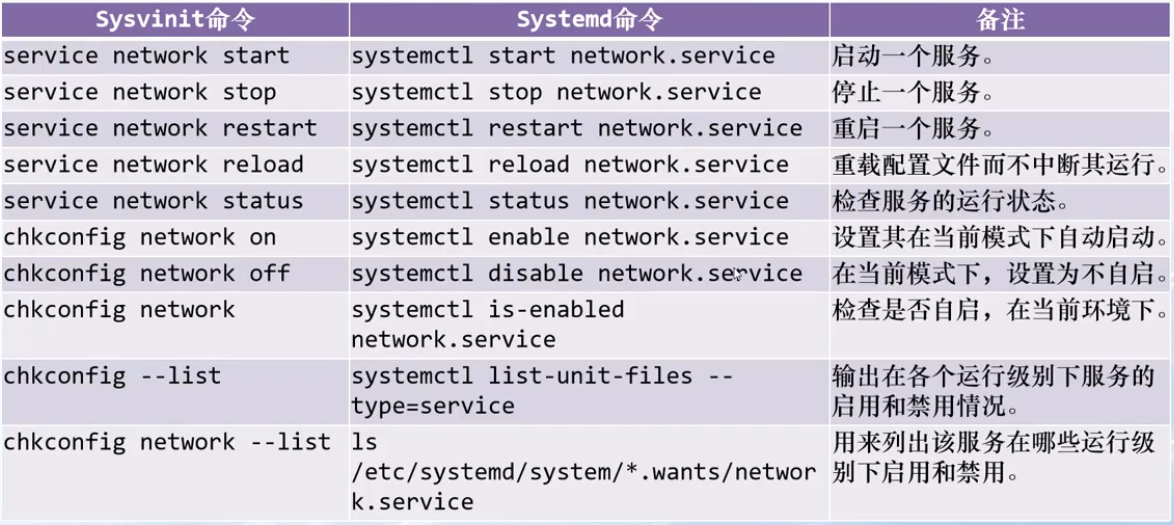 Sysvinit命令 Systemd命令 备注
service network start systemctl start network.service 启动一个服务。
service network stop systemctl stop network.service 停止一个服务。
service network restart systemctl restart network.service 重启一个服务。
service network reload systemctl reload network.service 重载配置文件而不中断其运行。
service network status systemctl status network.service 检查服务的运行状态。
chkconfig network on systemctl enable network.service 设置其在当前模式下自动启动。
chkconfig network off systemctl disable network.service 在当前模式下，设置为不自启。
chkconfig network systemctl is-enabled 检查是否自启，在当前环境下。
network.service
chkconfig --list systemctl list-unit-files -- 输出在各个运行级别下服务的
type=service 启用和禁用情况。
chkconfig network --list ls 用来列出该服务在哪些运行级
/etc/systemd/system/*.wants/networ 别下启用和禁用。
k.service